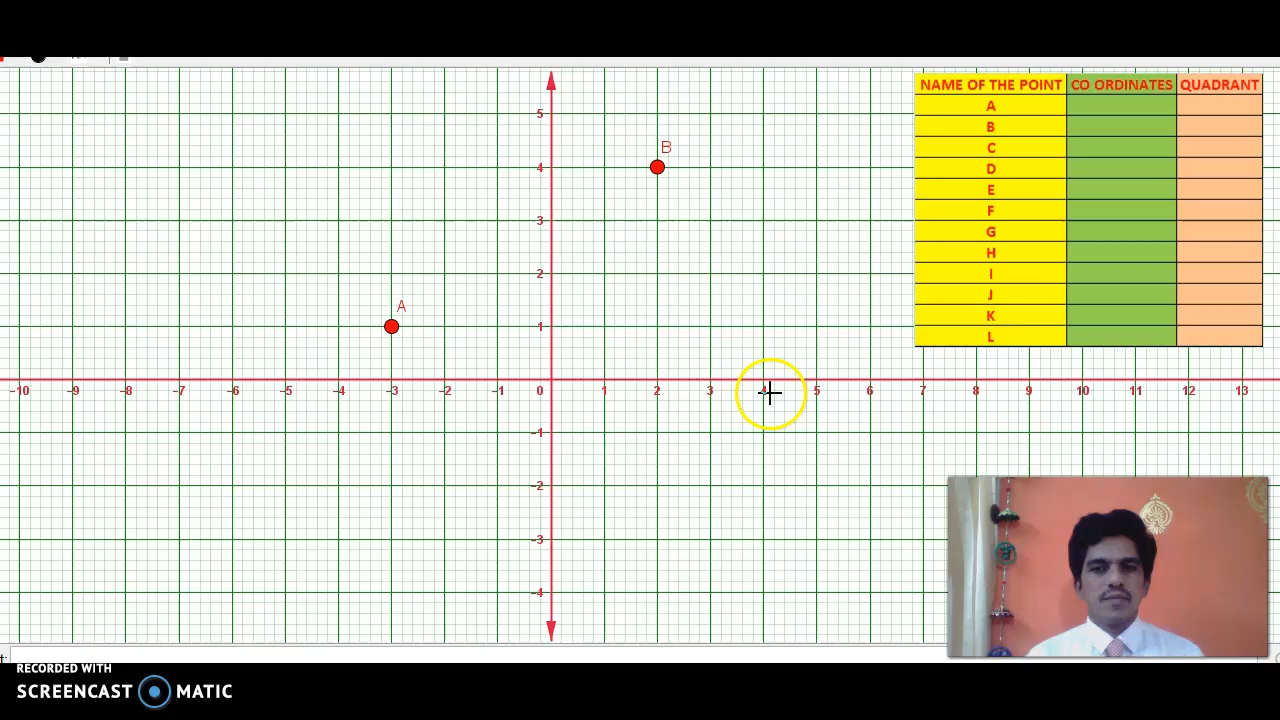 NAME OF THE POINT CO ORDINATES QUADRANT
A
B
C
D
E
F
G
H
I
J
K
L
5
B
4
3
2
A
1
-10 -9 -8 -7 -6 -5 -4 -3 -2 -1 0 1 2 3 4 5 6 7 8 9 10 11 12 13
-1
-2
-3
-4
RECORDED WITH
SCREENCAST MATIC